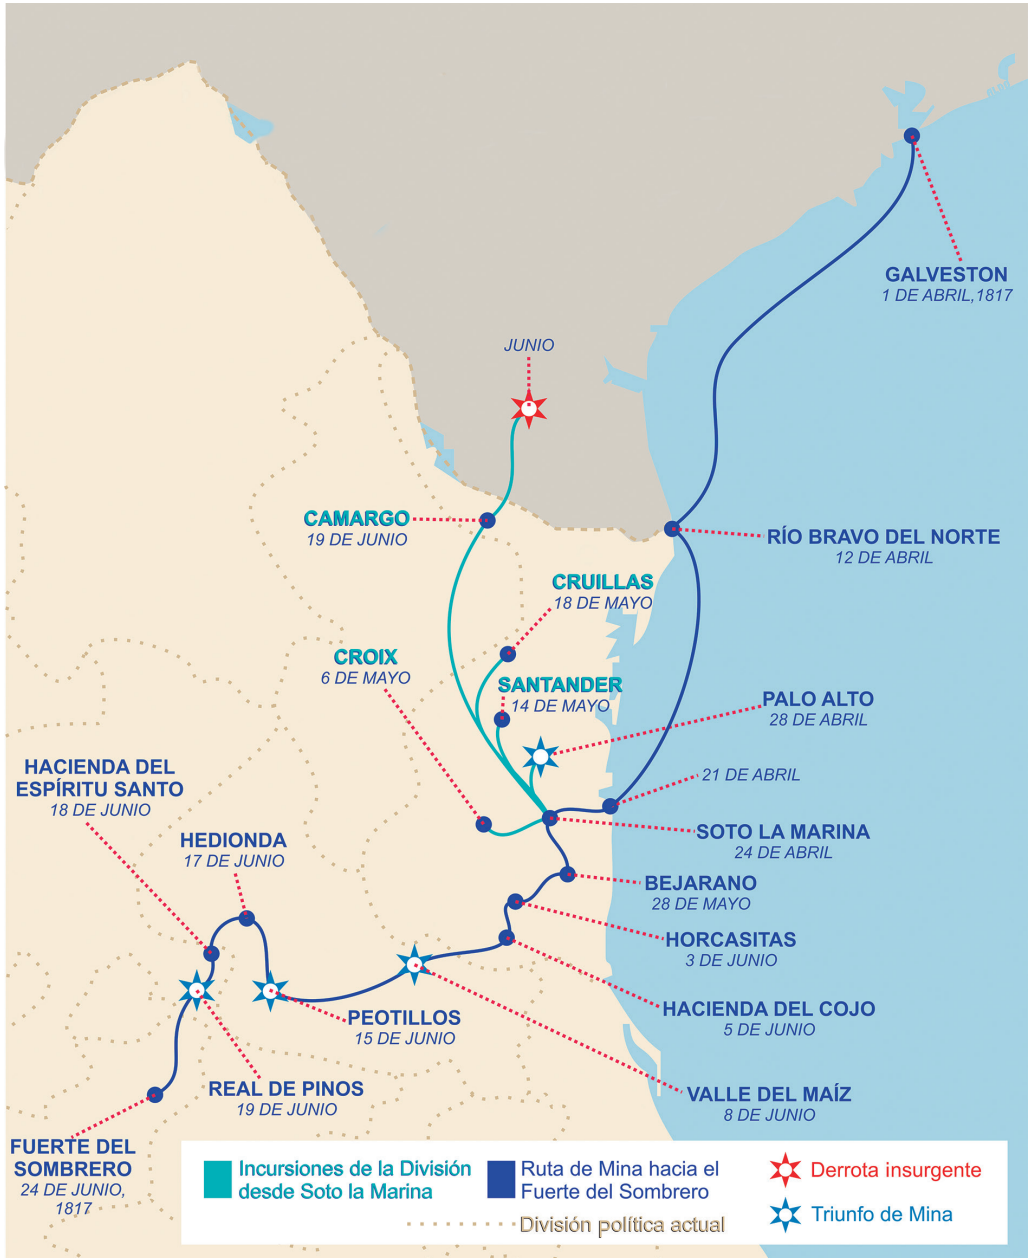 GALVESTON
1 DE ABRIL,1817
JUNIO
CAMARGO
19 DE JUNIO
RÍO BRAVO DEL NORTE
12 DE ABRIL
CRUILLAS
18 DE MAYO
CROIX
6 DE MAYO
SANTANDER
14 DE MAYO
PALO ALTO
28 DE ABRIL
HACIENDA DEL
ESPÍRITU SANTO
18 DE JUNIO
21 DE ABRIL
HEDIONDA
17 DE JUNIO
SOTO LA MARINA
24 DE ABRIL
BEJARANO
28 DE MAYO
HORCASITAS
3 DE JUNIO
HACIENDA DEL COJO
5 DE JUNIO
PEOTILLOS
15 DE JUNIO
REAL DE PINOS
19 DE JUNIO
VALLE DEL MAÍZ
8 DE JUNIO
FUERTE DEL
SOMBRERO
24 DE JUNIO,
1817
Incursiones de la División
desde Soto la Marina
Ruta de Mina hacia el
Fuerte del Sombrero
Derrota insurgente
Triunfo de Mina
División política actual